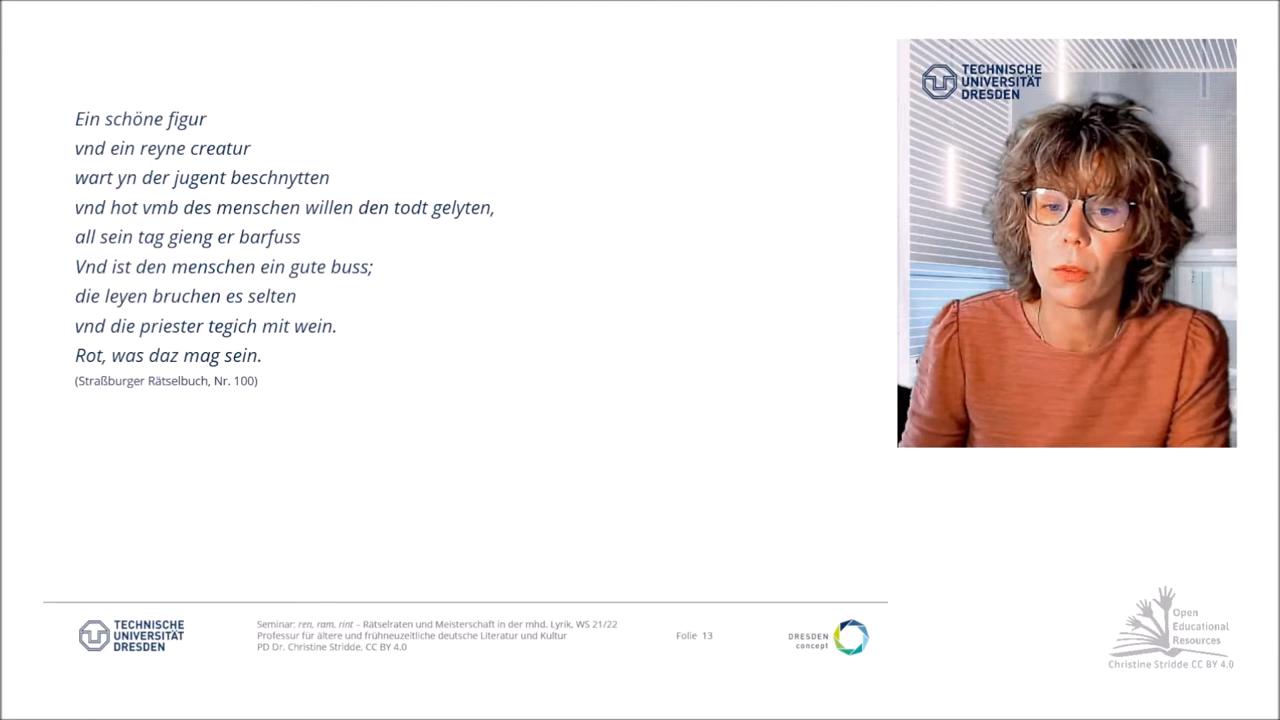 Ein schöne figur
vnd ein reyne creatur
wart yn der jugent beschnytten
vnd hot vmb des menschen willen den todt gelyten,
all sein tag gieng er barfuss
Vnd ist den menschen ein gute buss;
die leyen bruchen es selten
vnd die priester tegich mit wein.
Rot, was daz mag sein.
(Straßburger Rätselbuch, Nr. 100)
TECHNISCHE
UNIVERSITÄT
DRESDEN
TECHNISCHE
UNIVERSITÄT
DRESDEN
Seminar: ren, ram, rint – Rätselraten und Meisterschaft in der mhd. Lyrik, WS 21/22
Professur für ältere und frühneuzeitliche deutsche Literatur und Kultur
PD Dr. Christine Stridde. CC BY 4.0
Folie 13
DRESDEN
concept
Open
Educational
Resources
Christine Stridde CC BY 4.0